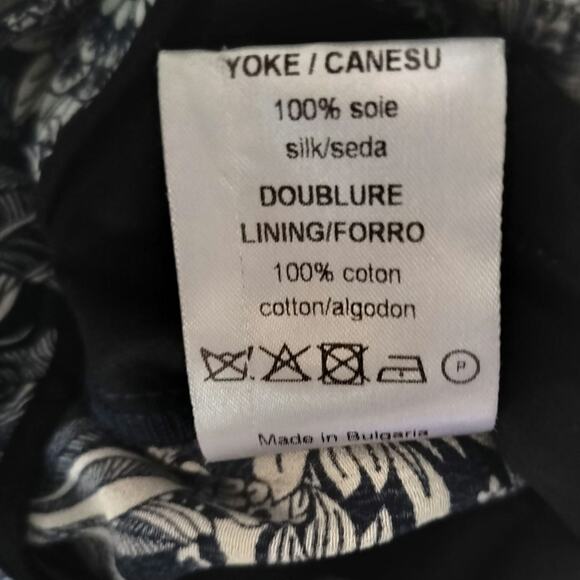 YOKE / CANESU
100% soie
silk/seda
DOUBLURE
LINING/FORRO
100% coton
cotton/algodon
P
Made in Bulgaria